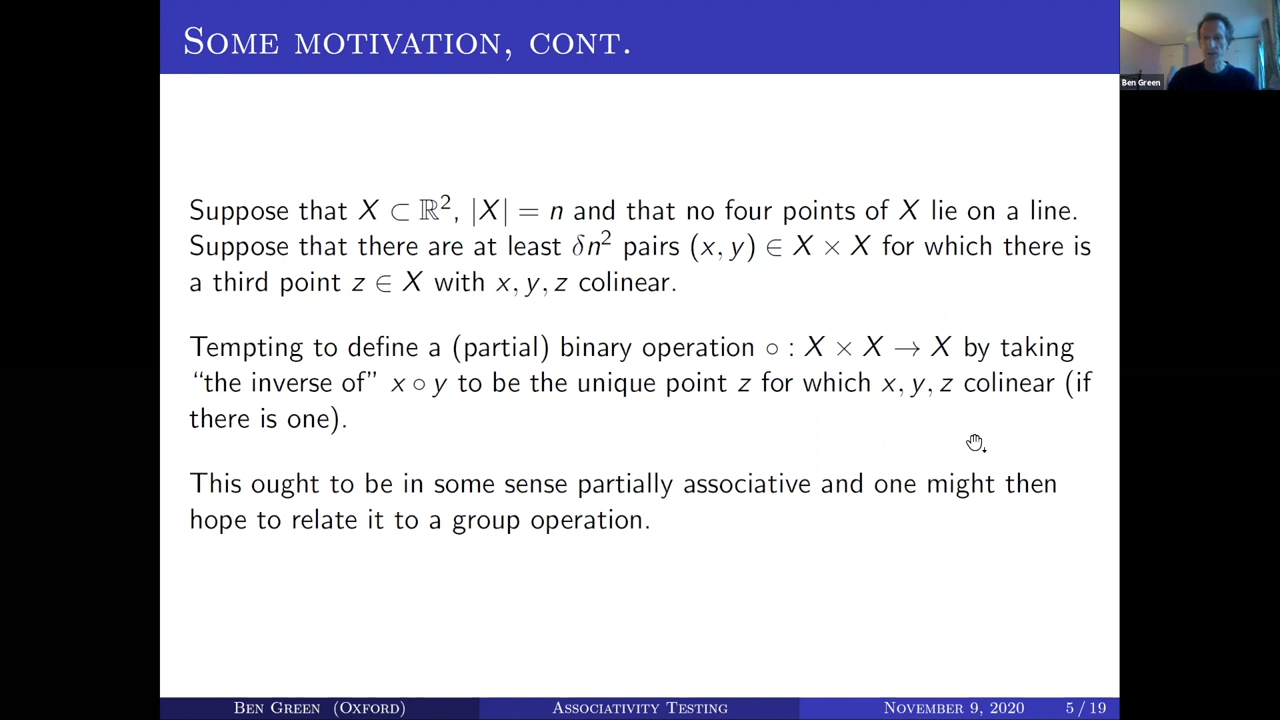 SOME MOTIVATION, CONT.
Ben Green
Suppose that X ⊂ ℝ², |X| = n and that no four points of X lie on a line.
Suppose that there are at least δn² pairs (x, y) ∈ X × X for which there is
a third point z ∈ X with x, y, z colinear.
Tempting to define a (partial) binary operation ∘ : X × X → X by taking
“the inverse of” x ∘ y to be the unique point z for which x, y, z colinear (if
there is one).
This ought to be in some sense partially associative and one might then
hope to relate it to a group operation.
BEN GREEN (OXFORD) ASSOCIATIVITY TESTING NOVEMBER 9, 2020 5 / 19